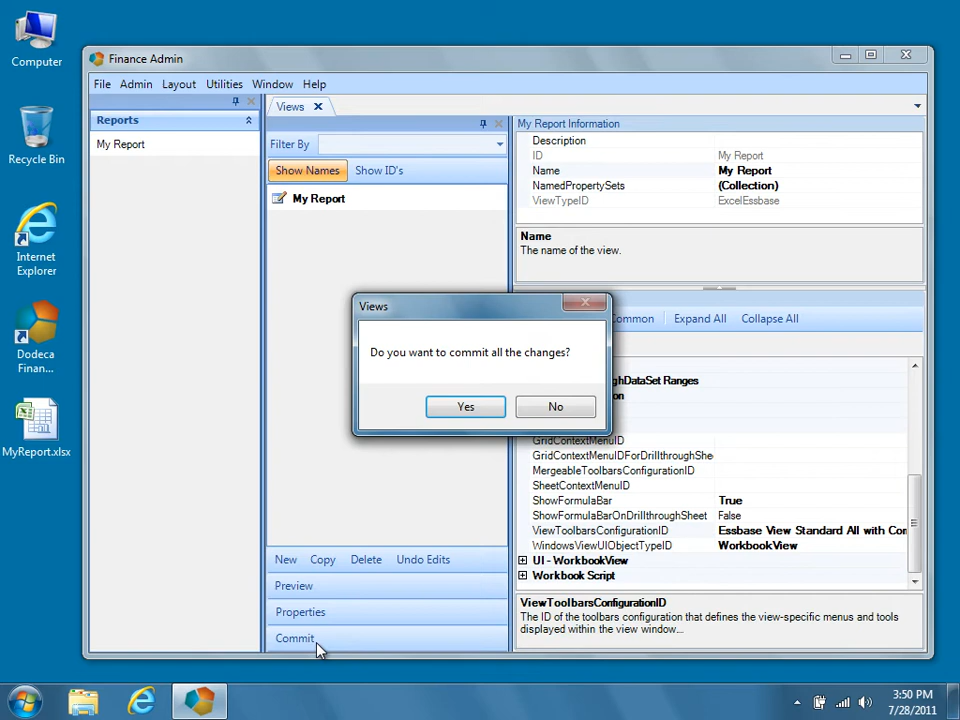 Computer
Recycle Bin
Internet
Explorer
Dodeca
Finan...
MyReport.xlsx
Finance Admin
File Admin Layout Utilities Window Help
Reports
My Report
Views
Filter By
Show Names Show ID's
My Report
New Copy Delete Undo Edits
Preview
Properties
Commit
My Report Information
Description
ID My Report
Name My Report
NamedPropertySets (Collection)
ViewTypeID ExcelEssbase
Name
The name of the view.
Common Expand All Collapse All
ghDataSet Ranges
on
GridContextMenuID
GridContextMenuIDForDrillthroughShe
MergeableToolbarsConfigurationID
SheetContextMenuID
ShowFormulaBar True
ShowFormulaBarOnDrillthroughSheet False
ViewToolbarsConfigurationID Essbase View Standard All with Com
WindowsViewUIObjectTypeID WorkbookView
UI - WorkbookView
Workbook Script
ViewToolbarsConfigurationID
The ID of the toolbars configuration that defines the view-specific menus and tools
displayed within the view window...
Views
Do you want to commit all the changes?
Yes No
3:50 PM
7/28/2011